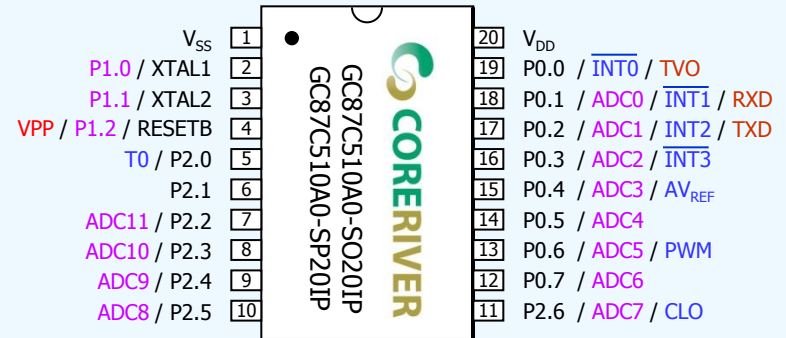 V_SS 1
P1.0 / XTAL1 2
P1.1 / XTAL2 3
VPP / P1.2 / RESETB 4
T0 / P2.0 5
P2.1 6
ADC11 / P2.2 7
ADC10 / P2.3 8
ADC9 / P2.4 9
ADC8 / P2.5 10
GC87C510A0-SO20IP
GC87C510A0-SP20IP
CORERIVER
20 V_DD
19 P0.0 / INT0 / TVO
18 P0.1 / ADC0 / INT1 / RXD
17 P0.2 / ADC1 / INT2 / TXD
16 P0.3 / ADC2 / INT3
15 P0.4 / ADC3 / AV_REF
14 P0.5 / ADC4
13 P0.6 / ADC5 / PWM
12 P0.7 / ADC6
11 P2.6 / ADC7 / CLO